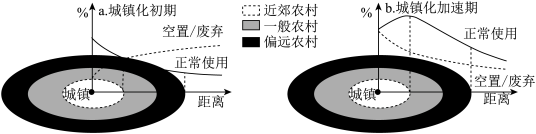 %
a.城镇化初期
空置/废弃
正常使用
城镇
距离
近郊农村
一般农村
偏远农村
%
b.城镇化加速期
正常使用
空置/废弃
城镇
距离